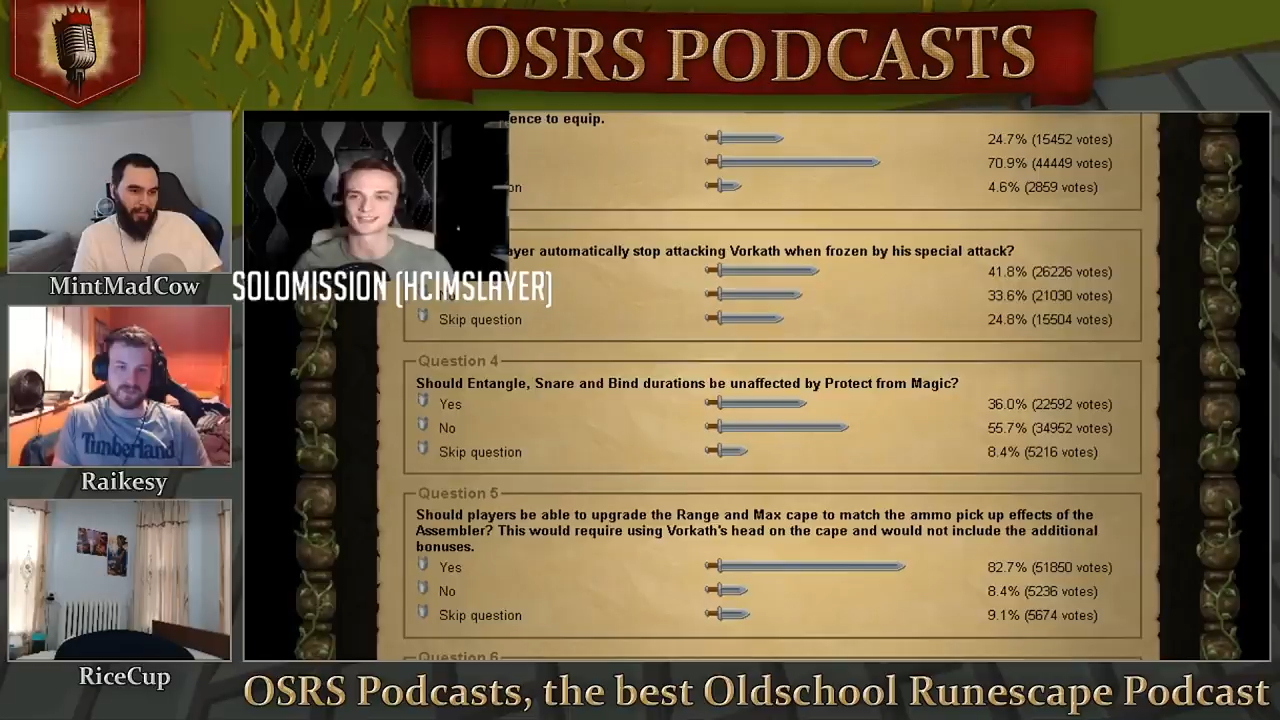 OSRS PODCASTS
MintMadCow
Raikesy
Timberland
RiceCup
SOLOMISSION (HCIMSLAYER)
to equip.
24.7% (15452 votes)
70.9% (44449 votes)
4.6% (2859 votes)
automatically stop attacking Vorkath when frozen by his special attack?
41.8% (26226 votes)
33.6% (21030 votes)
Skip question 24.8% (15504 votes)
Question 4
Should Entangle, Snare and Bind durations be unaffected by Protect from Magic?
Yes 36.0% (22592 votes)
No 55.7% (34952 votes)
Skip question 8.4% (5216 votes)
Question 5
Should players be able to upgrade the Range and Max cape to match the ammo pick up effects of the
Assembler? This would require using Vorkath's head on the cape and would not include the additional
bonuses.
Yes 82.7% (51850 votes)
No 8.4% (5236 votes)
Skip question 9.1% (5674 votes)
Question 6
OSRS Podcasts, the best Oldschool Runescape Podcast